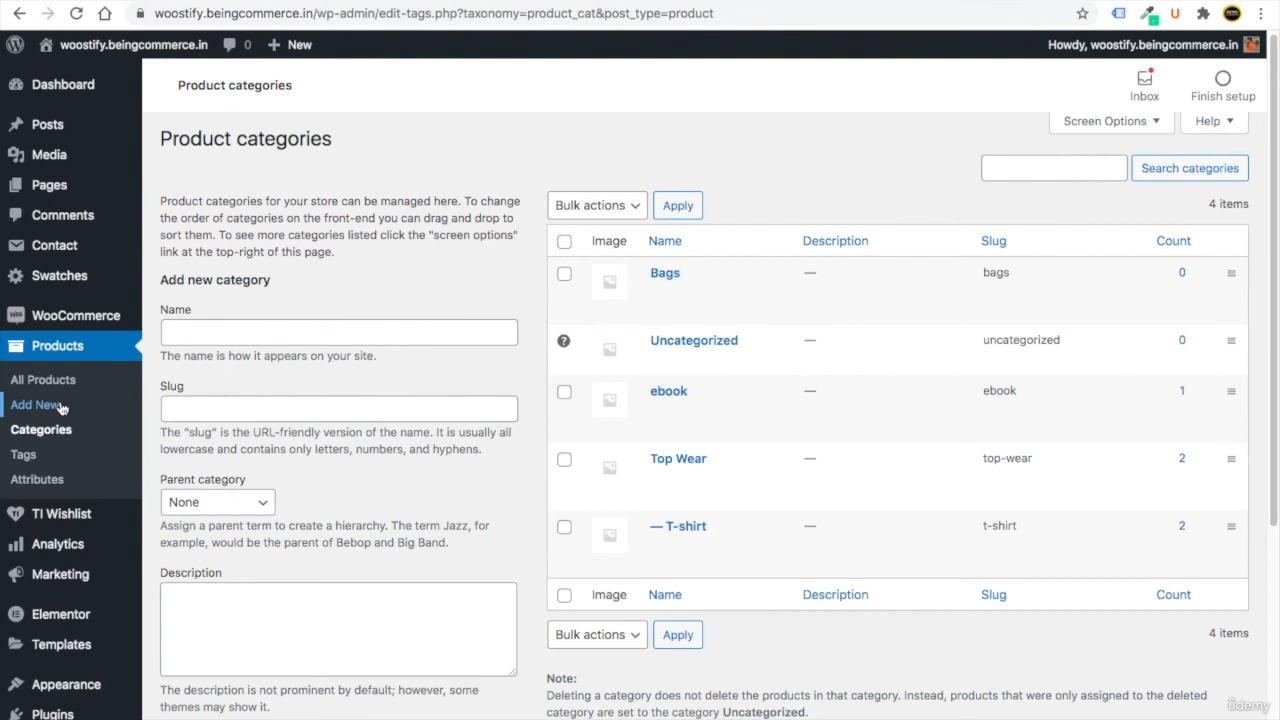 woostify.beingcommerce.in/wp-admin/edit-tags.php?taxonomy=product_cat&post_type=product
woostify.beingcommerce.in 0 New Howdy, woostify.beingcommerce.in
Dashboard
Posts
Media
Pages
Comments
Contact
Swatches
WooCommerce
Products
All Products
Add New
Categories
Tags
Attributes
TI Wishlist
Analytics
Marketing
Elementor
Templates
Appearance
Plugins
Product categories
Inbox
Finish setup
Screen Options
Help
Product categories
Search categories
Product categories for your store can be managed here. To change
the order of categories on the front-end you can drag and drop to
sort them. To see more categories listed click the "screen options"
link at the top-right of this page.
Add new category
Name
The name is how it appears on your site.
Slug
The “slug” is the URL-friendly version of the name. It is usually all
lowercase and contains only letters, numbers, and hyphens.
Parent category
None
Assign a parent term to create a hierarchy. The term Jazz, for
example, would be the parent of Bebop and Big Band.
Description
The description is not prominent by default; however, some
themes may show it.
Bulk actions Apply 4 items
Image Name Description Slug Count
Bags — bags 0
Uncategorized — uncategorized 0
ebook — ebook 1
Top Wear — top-wear 2
— T-shirt — t-shirt 2
Image Name Description Slug Count
Bulk actions Apply 4 items
Note:
Deleting a category does not delete the products in that category. Instead, products that were only assigned to the deleted
category are set to the category Uncategorized.
ûdemy